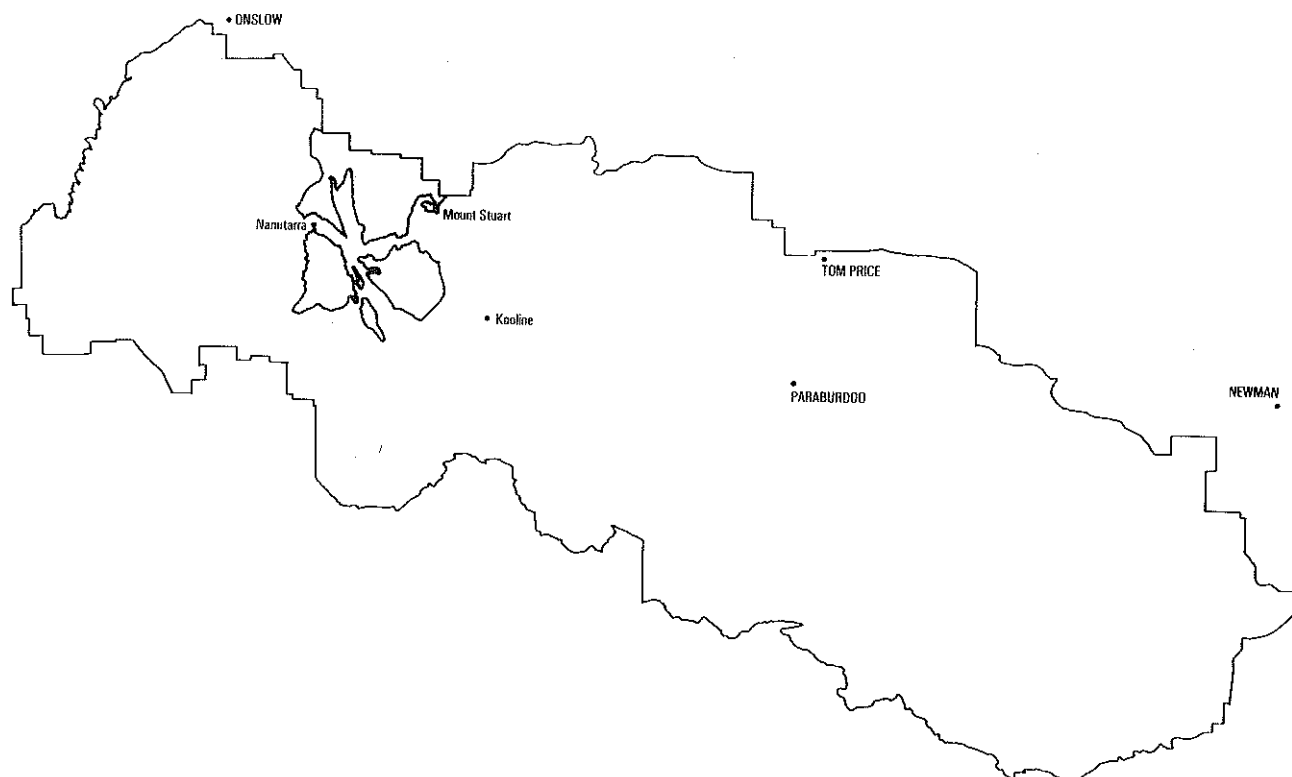 ONSLOW
Mount Stuart
Nanutarra
TOM PRICE
Kooline
PARABURDOO
NEWMAN